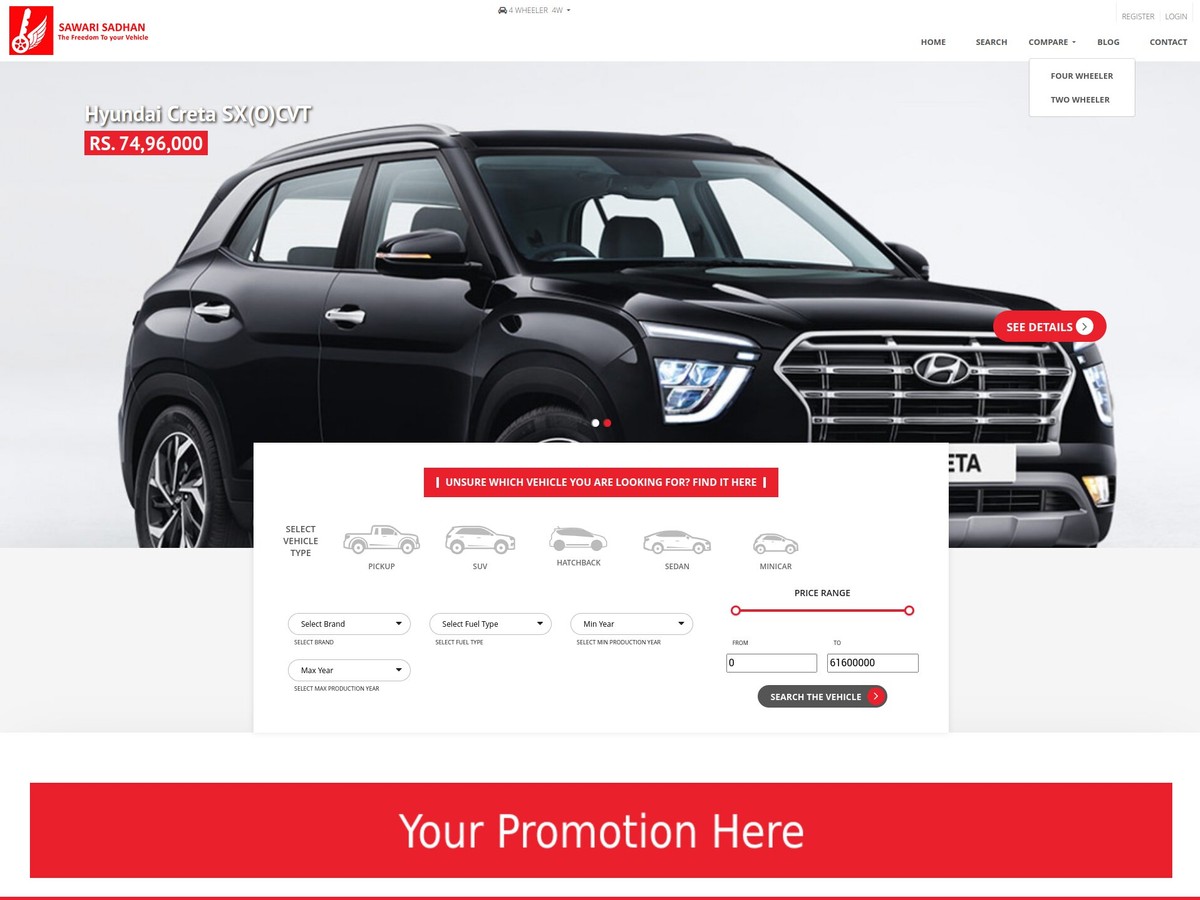 SAWARI SADHAN
The Freedom To your Vehicle
4 WHEELER 4W
REGISTER LOGIN
HOME SEARCH COMPARE BLOG CONTACT
FOUR WHEELER
TWO WHEELER
Hyundai Creta SX(O)CVT
RS. 74,96,000
SEE DETAILS
ETA
UNSURE WHICH VEHICLE YOU ARE LOOKING FOR? FIND IT HERE
SELECT
VEHICLE
TYPE
PICKUP SUV HATCHBACK SEDAN MINICAR
PRICE RANGE
Select Brand Select Fuel Type Min Year
SELECT BRAND SELECT FUEL TYPE SELECT MIN PRODUCTION YEAR
FROM TO
0 61600000
Max Year
SELECT MAX PRODUCTION YEAR
SEARCH THE VEHICLE
Your Promotion Here